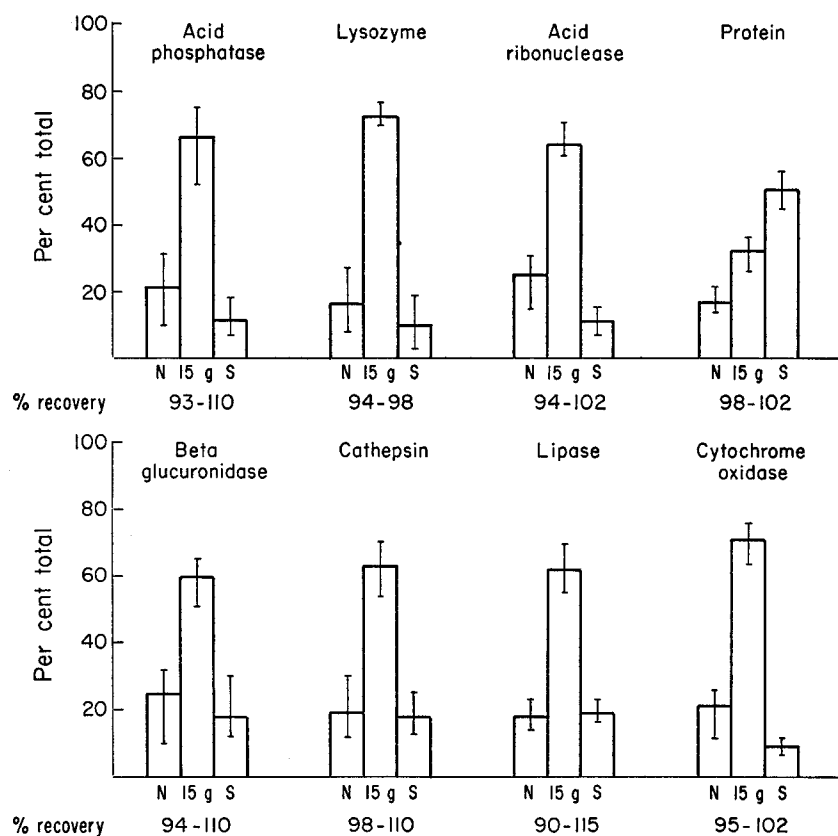 100
80
60
40
20
Per cent total
Acid phosphatase
Lysozyme
Acid ribonuclease
Protein
N 15 g S
N 15 g S
N 15 g S
N 15 g S
% recovery 93-110 94-98 94-102 98-102
100
80
60
40
20
Per cent total
Beta glucuronidase
Cathepsin
Lipase
Cytochrome oxidase
N 15 g S
N 15 g S
N 15 g S
N 15 g S
% recovery 94-110 98-110 90-115 95-102